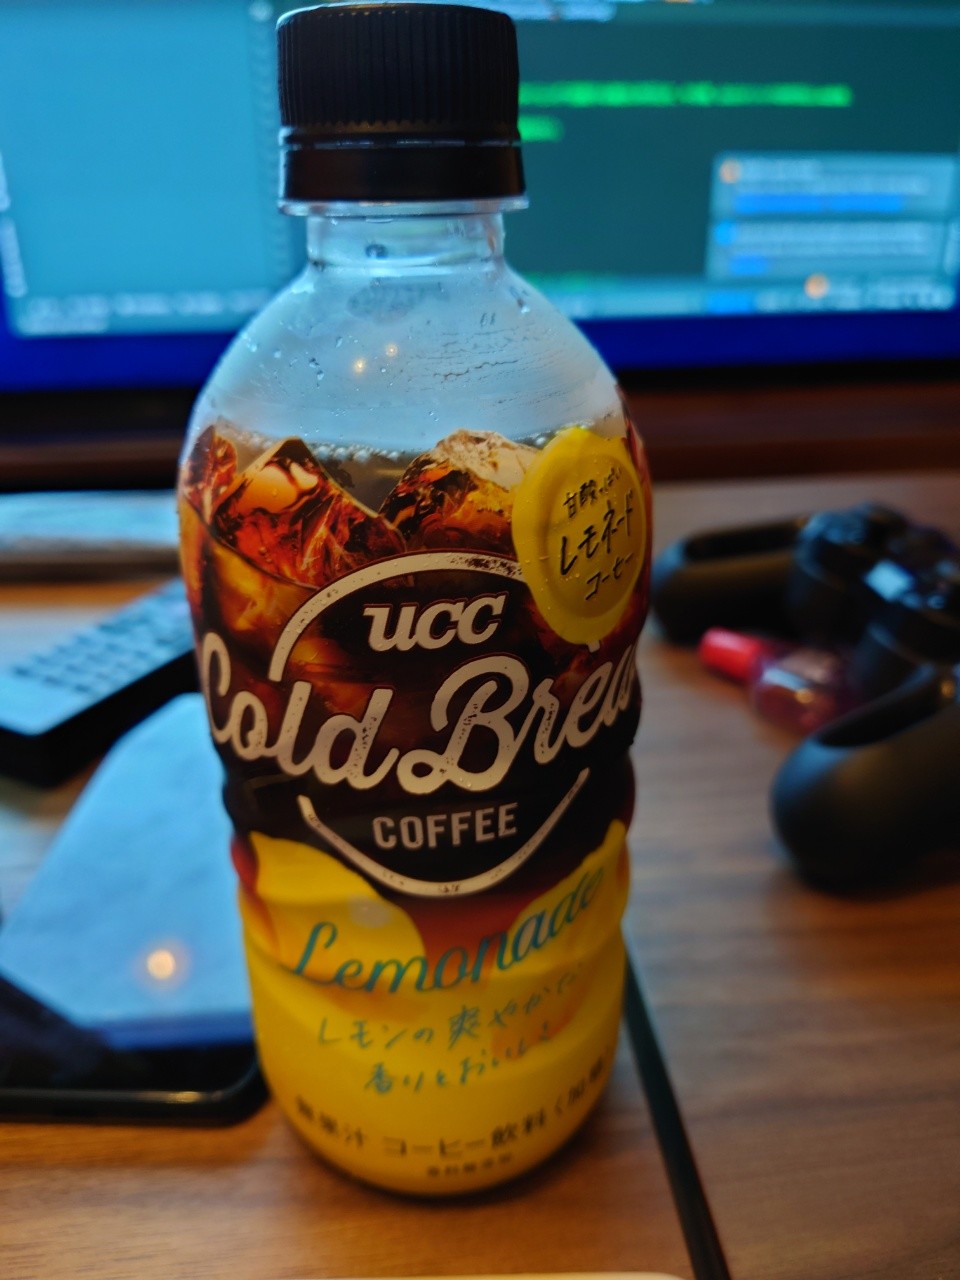 甘酸っぱい
レモネード
コーヒー
UCC
Cold Brew
COFFEE
Lemonade
レモンの爽やかな
香りとおいしさ
無果汁 コーヒー飲料